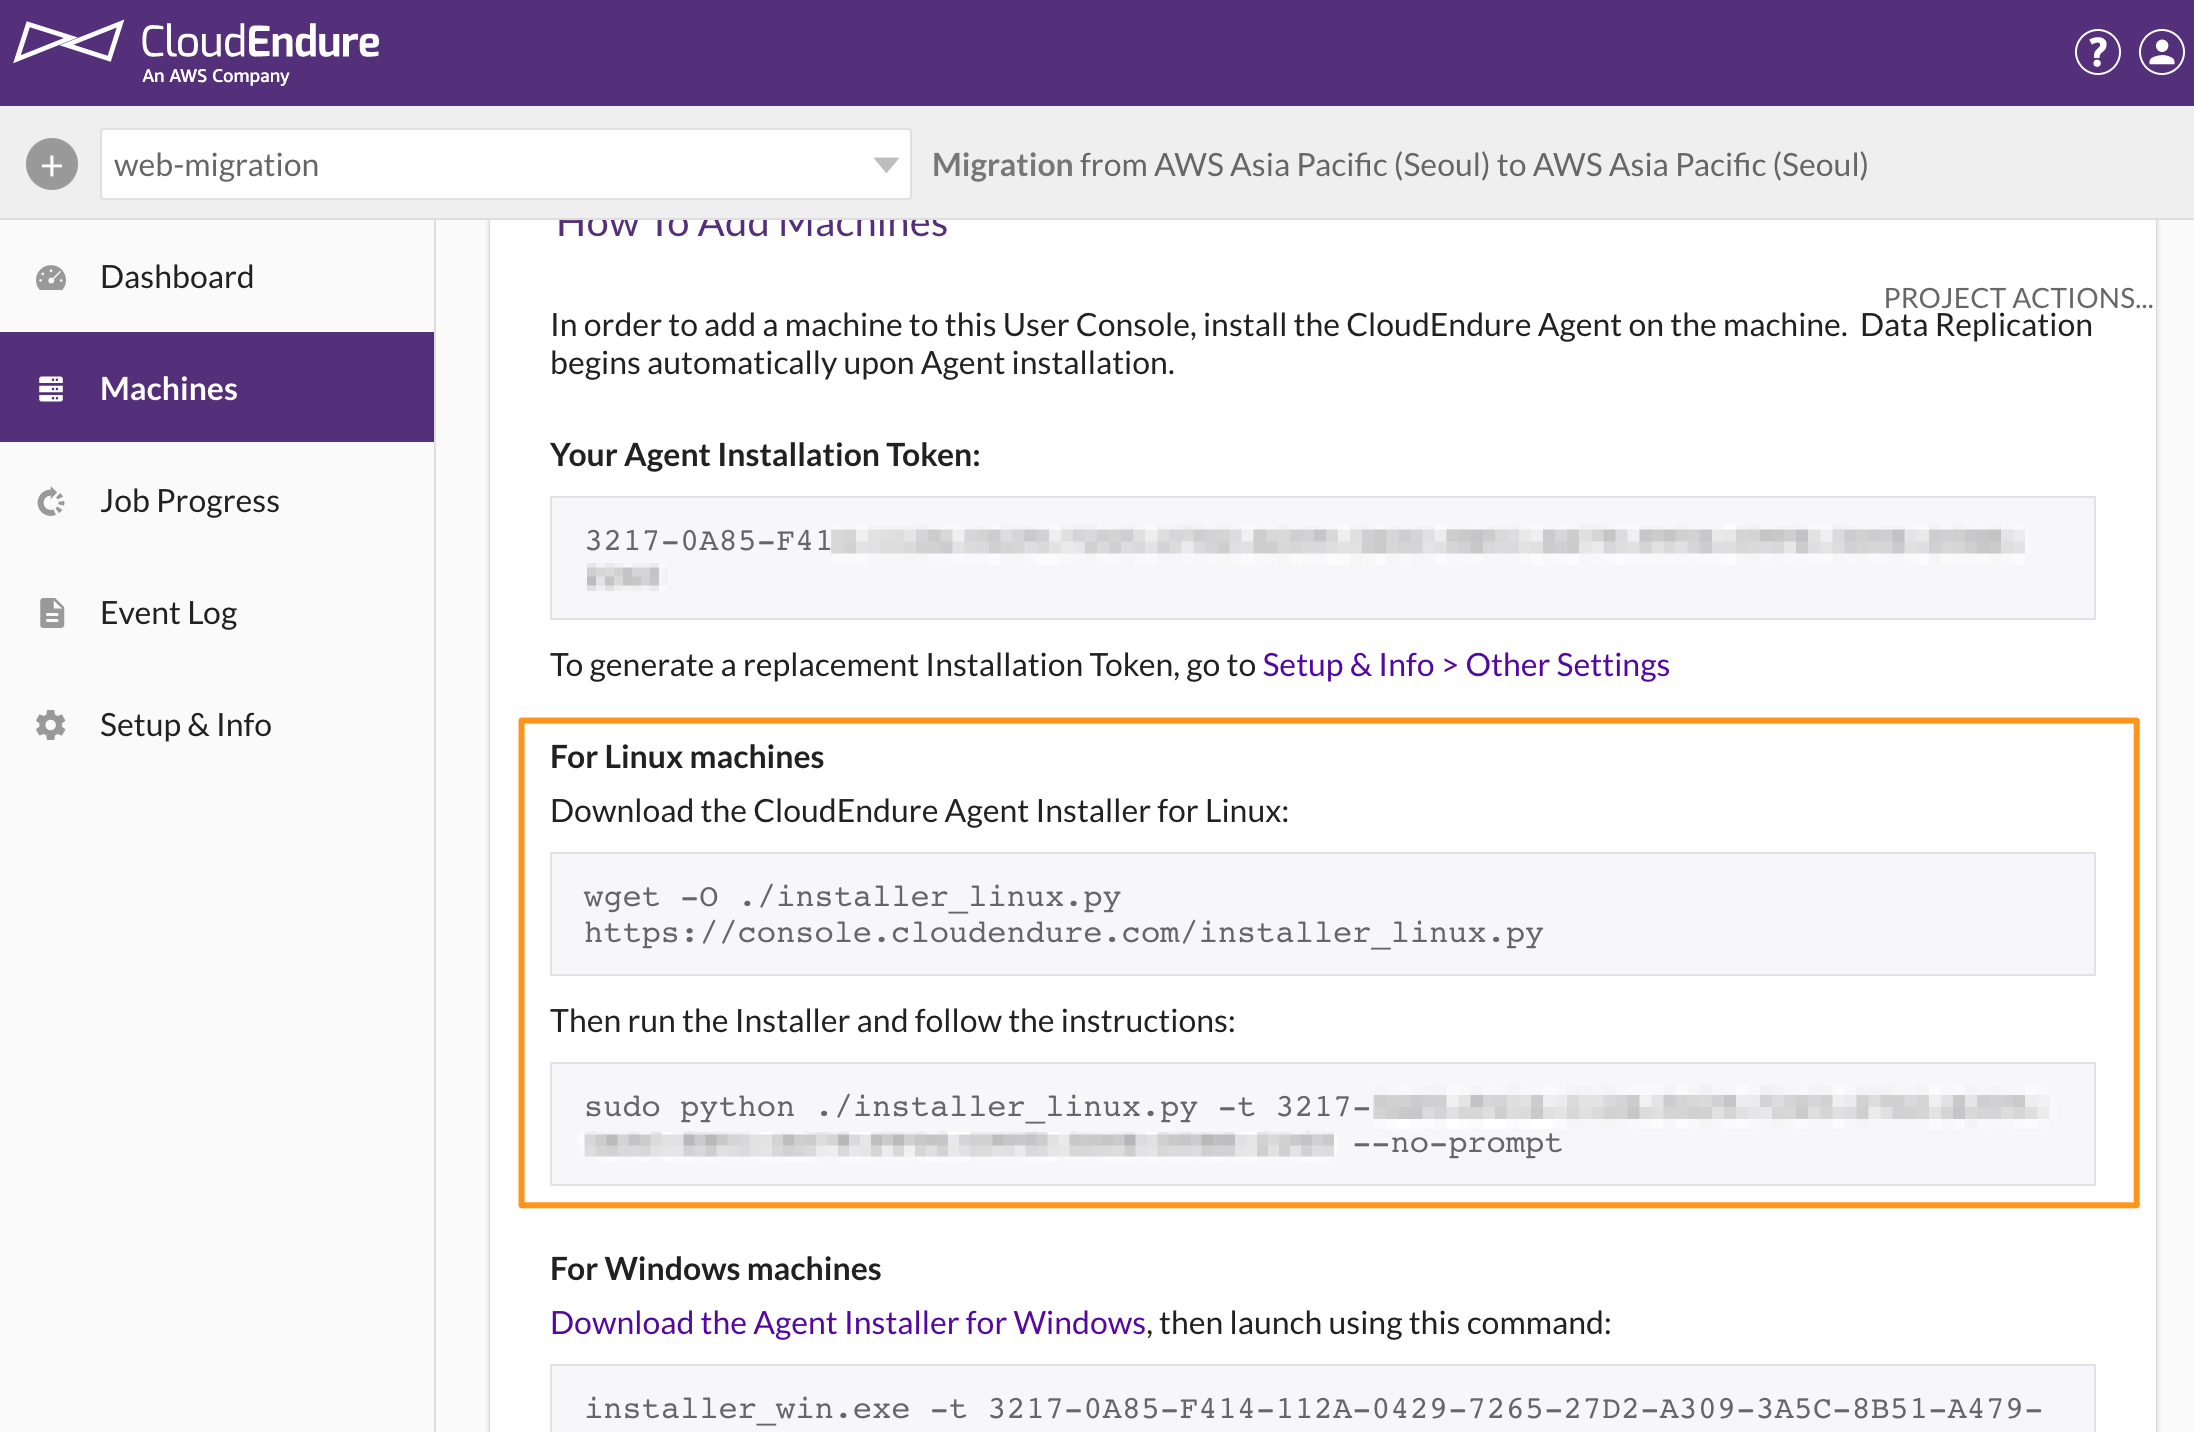 CloudEndure
An AWS Company
web-migration
Migration from AWS Asia Pacific (Seoul) to AWS Asia Pacific (Seoul)
Dashboard
Machines
Job Progress
Event Log
Setup & Info
How To Add Machines
PROJECT ACTIONS...
In order to add a machine to this User Console, install the CloudEndure Agent on the machine. Data Replication
begins automatically upon Agent installation.
Your Agent Installation Token:
3217-0A85-F41
To generate a replacement Installation Token, go to Setup & Info > Other Settings
For Linux machines
Download the CloudEndure Agent Installer for Linux:
wget -O ./installer_linux.py
https://console.cloudendure.com/installer_linux.py
Then run the Installer and follow the instructions:
sudo python ./installer_linux.py -t 3217-
--no-prompt
For Windows machines
Download the Agent Installer for Windows, then launch using this command:
installer_win.exe -t 3217-0A85-F414-112A-0429-7265-27D2-A309-3A5C-8B51-A479-